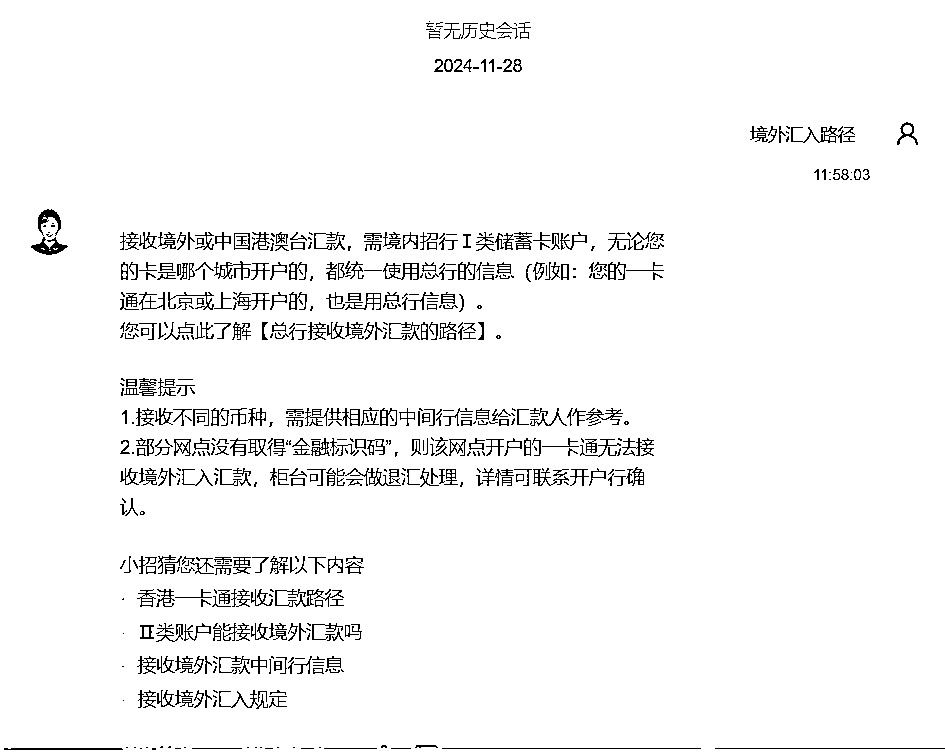 暂无历史会话
2024-11-28
境外汇入路径
11:58:03
接收境外或中国港澳台汇款，需境内招行Ⅰ类储蓄卡账户，无论您
的卡是哪个城市开户的，都统一使用总行的信息（例如：您的一卡
通在北京或上海开户的，也是用总行信息）。
您可以点此了解【总行接收境外汇款的路径】。
温馨提示
1.接收不同的币种，需提供相应的中间行信息给汇款人作参考。
2.部分网点没有取得“金融标识码”，则该网点开户的一卡通无法接
收境外汇入汇款，柜台可能会做退汇处理，详情可联系开户行确
认。
小招猜您还需要了解以下内容
· 香港一卡通接收汇款路径
· Ⅱ类账户能接收境外汇款吗
· 接收境外汇款中间行信息
· 接收境外汇入规定